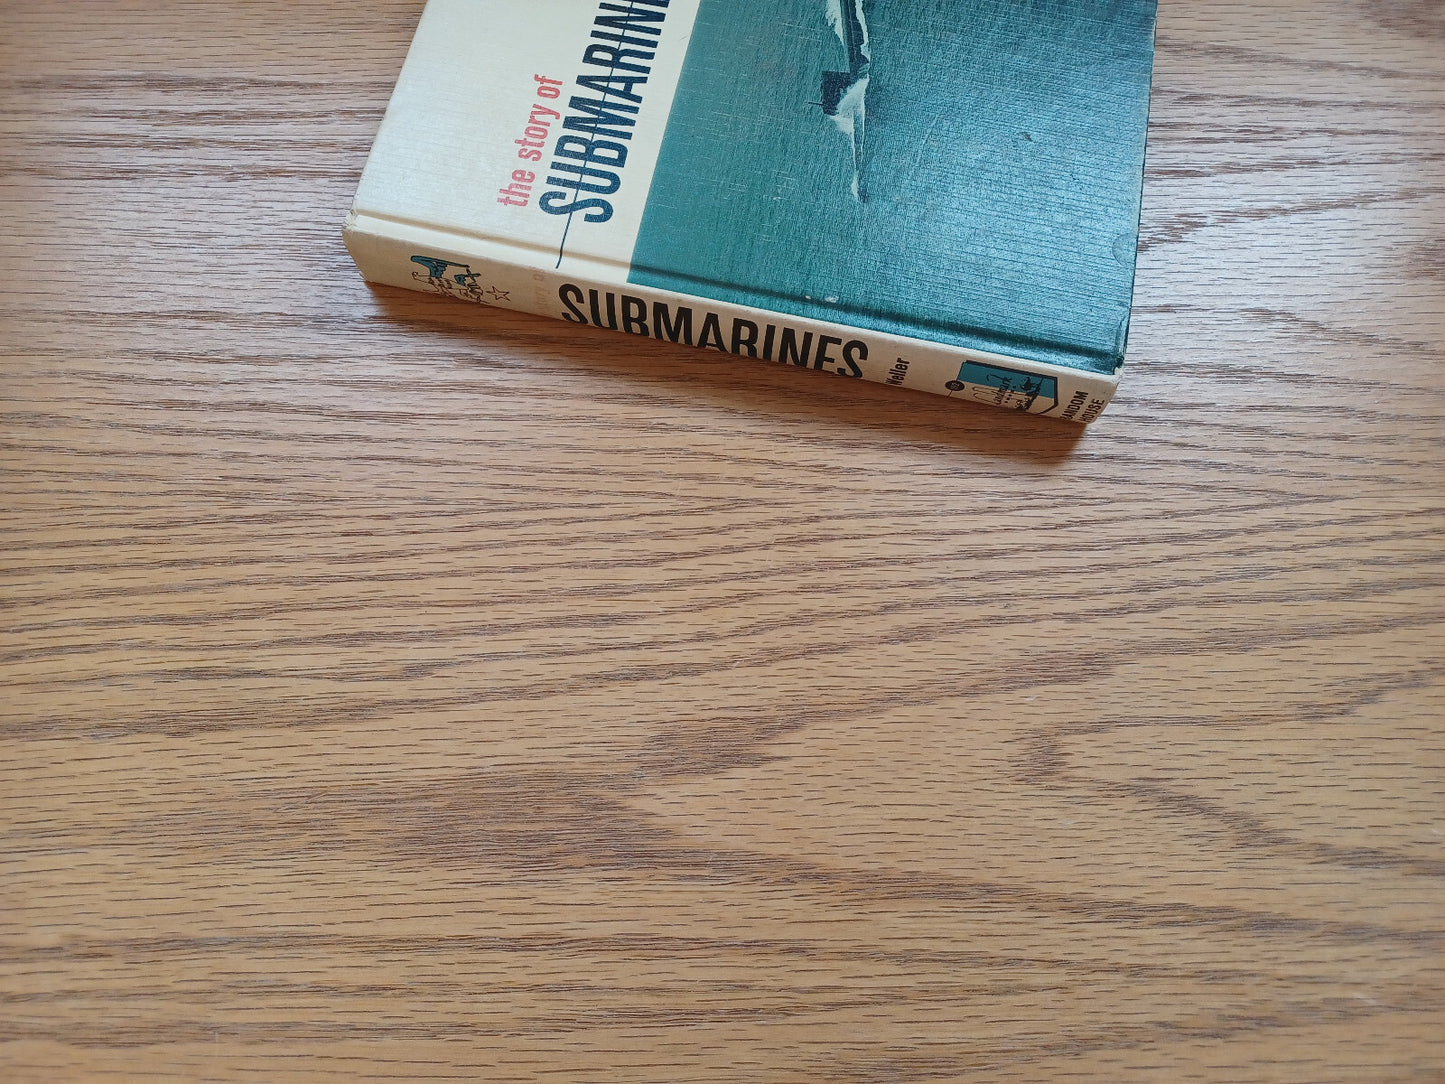 the story of
SUBMARINE
SUBMARINES
Weller
RANDOM
HOUSE